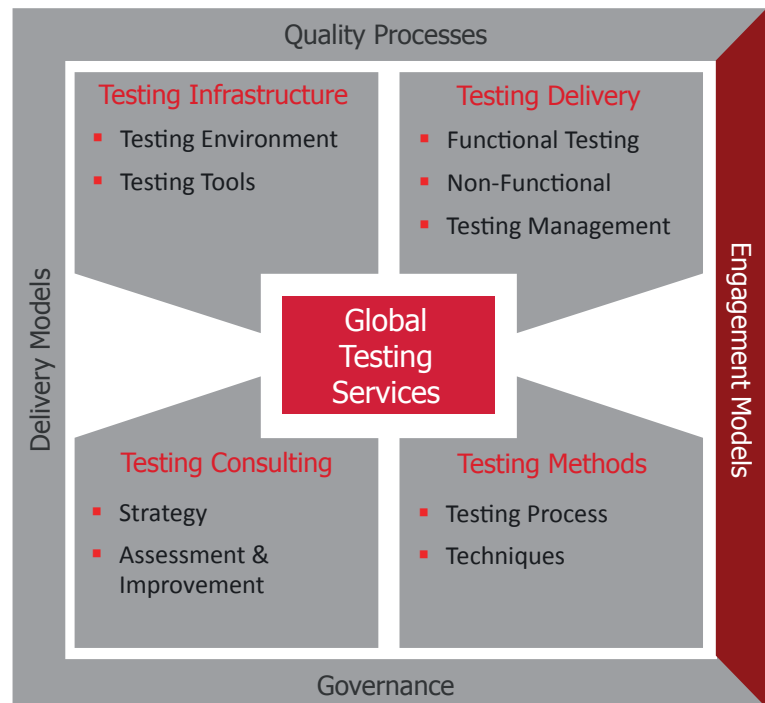 Quality Processes
Testing Infrastructure
Testing Environment
Testing Tools
Testing Delivery
Functional Testing
Non-Functional
Testing Management
Delivery Models
Global
Testing
Services
Engagement Models
Testing Consulting
Strategy
Assessment &
Improvement
Testing Methods
Testing Process
Techniques
Governance